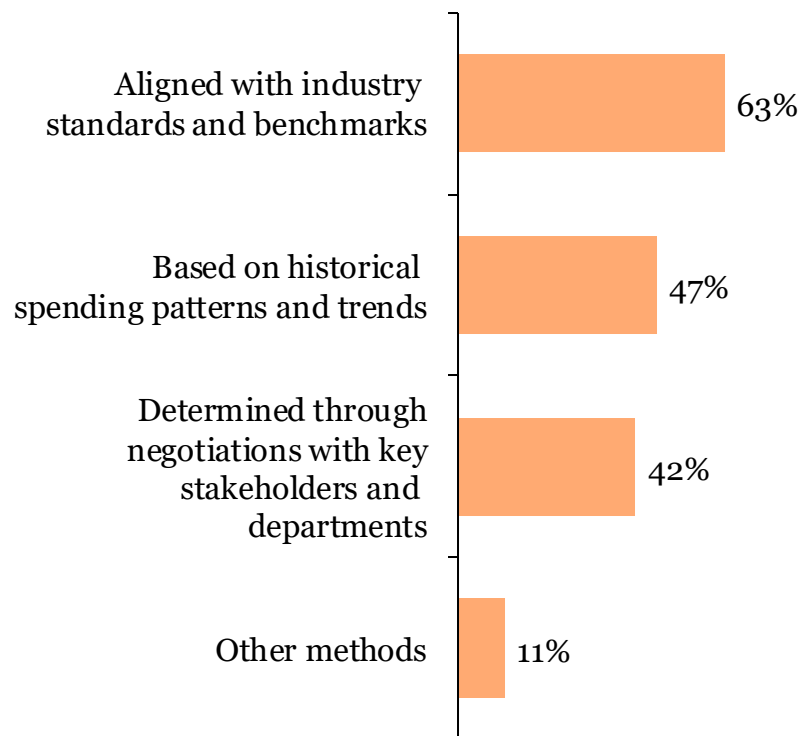 Aligned with industry
standards and benchmarks
63%
Based on historical
spending patterns and trends
47%
Determined through
negotiations with key
stakeholders and
departments
42%
Other methods
11%